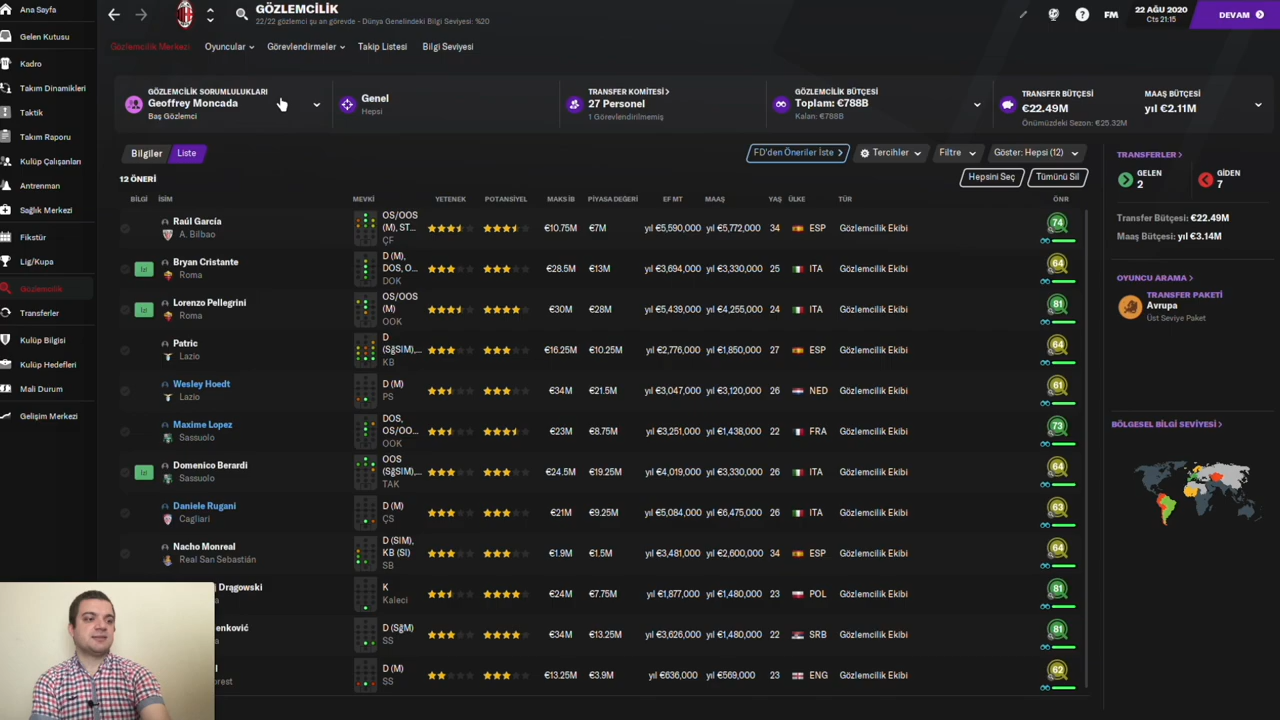 Ana Sayfa
Gelen Kutusu
Kadro
Takım Dinamikleri
Taktik
Takım Raporu
Kulüp Çalışanları
Antrenman
Sağlık Merkezi
Fikstür
Lig/Kupa
Gözlemcilik
Transferler
Kulüp Bilgisi
Kulüp Hedefleri
Mali Durum
Gelişim Merkezi
GÖZLEMCİLİK
22/22 gözlemci şu an görevde - Dünya Genelindeki Bilgi Seviyesi: %20
FM
22 AĞU 2020
Cts 21:15
DEVAM
Gözlemcilik Merkezi Oyuncular Görevlendirmeler Takip Listesi Bilgi Seviyesi
GÖZLEMCİLİK SORUMLULUKLARI
Geoffrey Moncada
Baş Gözlemci
Genel
Hepsi
TRANSFER KOMİTESİ >
27 Personel
1 Görevlendirilmemiş
GÖZLEMCİLİK BÜTÇESİ
Toplam: €788B
Kalan: €788B
TRANSFER BÜTÇESİ
€22.49M
Önümüzdeki Sezon: €25.32M
MAAŞ BÜTÇESİ
yıl €2.11M
Bilgiler Liste
FD'den Öneriler İste > Tercihler Filtre Göster: Hepsi (12)
12 ÖNERİ
Hepsini Seç Tümünü Sil
BİLGİ İSİM MEVKİ YETENEK POTANSİYEL MAKS İB PİYASA DEĞERİ EF MT MAAŞ YAŞ ÜLKE TÜR ÖNR
Raúl García
A. Bilbao
OS/OOS
(M), ST...
ÇF
€10.75M €7M yıl €5,590,000 yıl €5,772,000 34 ESP Gözlemcilik Ekibi 74
İzl
Bryan Cristante
Roma
D (M),
DOS, O...
DOK
€28.5M €13M yıl €3,694,000 yıl €3,330,000 25 ITA Gözlemcilik Ekibi 64
İzl
Lorenzo Pellegrini
Roma
OS/OOS
(M)
OOK
€30M €28M yıl €5,439,000 yıl €4,255,000 24 ITA Gözlemcilik Ekibi 81
Patric
Lazio
D
(SğSIM),...
KB
€16.25M €10.25M yıl €2,776,000 yıl €1,850,000 27 ESP Gözlemcilik Ekibi 64
Wesley Hoedt
Lazio
D (M)
PS
€34M €21.5M yıl €3,047,000 yıl €3,120,000 26 NED Gözlemcilik Ekibi 61
Maxime Lopez
Sassuolo
DOS,
OS/OO...
OOK
€23M €8.75M yıl €3,251,000 yıl €1,438,000 22 FRA Gözlemcilik Ekibi 73
İzl
Domenico Berardi
Sassuolo
OOS
(SğSIM)...
TAK
€24.5M €19.25M yıl €4,019,000 yıl €3,330,000 26 ITA Gözlemcilik Ekibi 64
Daniele Rugani
Cagliari
D (M)
ÇS
€21M €9.25M yıl €5,084,000 yıl €6,475,000 26 ITA Gözlemcilik Ekibi 63
Nacho Monreal
Real San Sebastián
D (SIM),
KB (SI)
SB
€1.9M €1.5M yıl €3,481,000 yıl €2,600,000 34 ESP Gözlemcilik Ekibi 64
Drągowski
K
Kaleci
€24M €7.75M yıl €1,877,000 yıl €1,480,000 23 POL Gözlemcilik Ekibi 81
enković
D (SğM)
SS
€34M €13.25M yıl €3,626,000 yıl €1,480,000 22 SRB Gözlemcilik Ekibi 81
orest
D (M)
SS
€13.25M €3.9M yıl €636,000 yıl €569,000 23 ENG Gözlemcilik Ekibi 62
TRANSFERLER >
GELEN
2
GİDEN
7
Transfer Bütçesi: €22.49M
Maaş Bütçesi: yıl €3.14M
OYUNCU ARAMA >
TRANSFER PAKETİ
Avrupa
Üst Seviye Paket
BÖLGESEL BİLGİ SEVİYESİ >